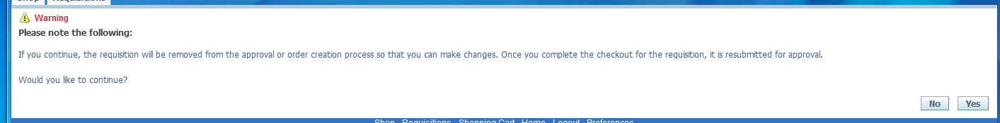 Shop Requisitions
Warning
Please note the following:
If you continue, the requisition will be removed from the approval or order creation process so that you can make changes. Once you complete the checkout for the requisition, it is resubmitted for approval.
Would you like to continue?
No Yes
Shop Requisitions Shopping Cart Home Logout Preferences